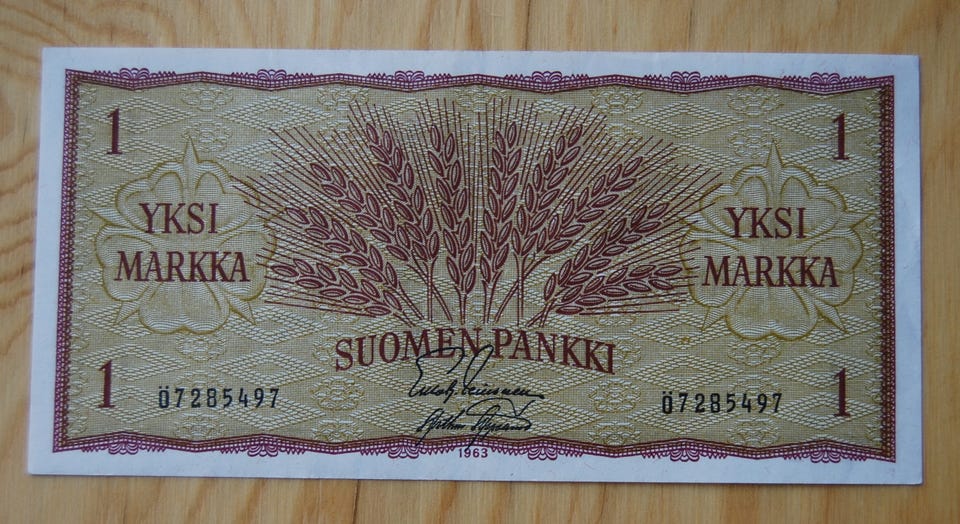 1
1
YKSI
MARKKA
YKSI
MARKKA
SUOMEN PANKKI
1
Ö7285497
Ö7285497
1
1963